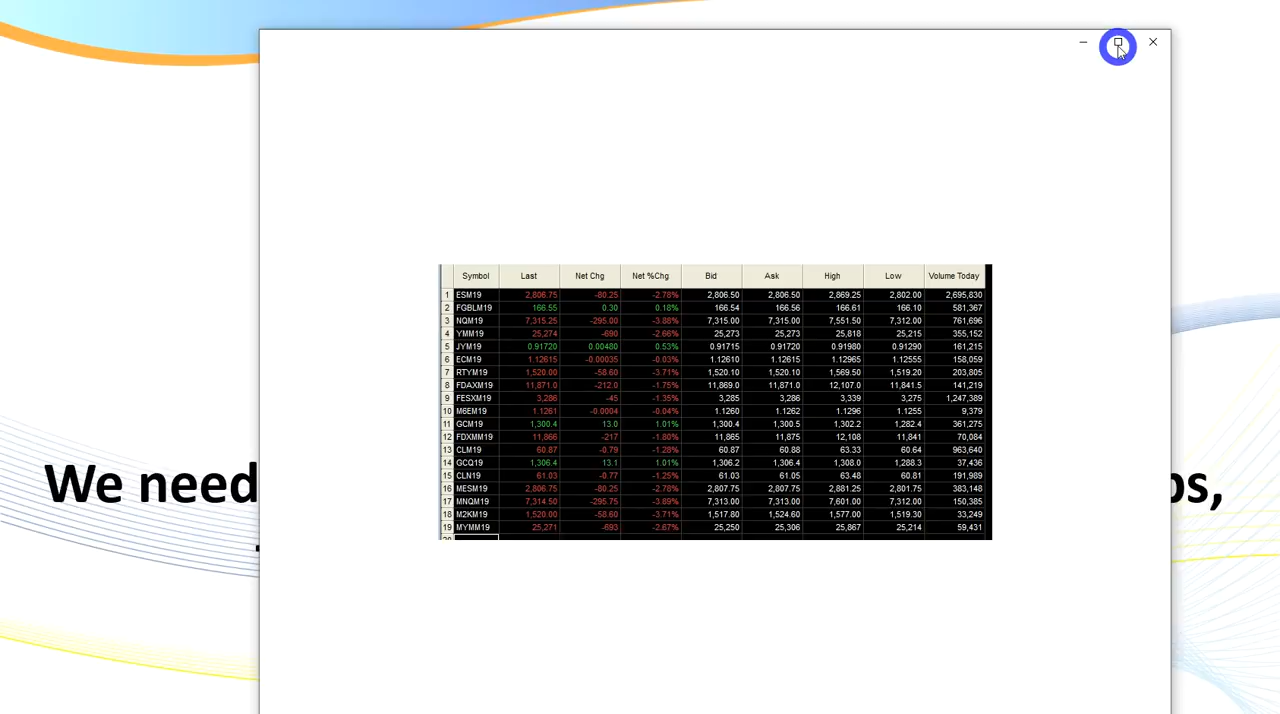 Symbol Last Net Chg Net %Chg Bid Ask High Low Volume Today
1 ESM19 2,806.75 -80.25 -2.78% 2,806.50 2,806.50 2,869.25 2,802.00 2,695,830
2 FGBLM19 166.55 0.30 0.18% 166.54 166.56 166.61 166.10 581,367
3 NQM19 7,315.25 -295.00 -3.88% 7,315.00 7,315.00 7,551.50 7,312.00 761,696
4 YMM19 25,274 -690 -2.66% 25,273 25,273 25,818 25,215 355,152
5 JYM19 0.91720 0.00480 0.53% 0.91715 0.91720 0.91980 0.91290 161,215
6 ECM19 1.12615 -0.00035 -0.03% 1.12610 1.12615 1.12965 1.12555 158,059
7 RTYM19 1,520.00 -58.60 -3.71% 1,520.10 1,520.10 1,569.50 1,519.20 203,805
8 FDAXM19 11,871.0 -212.0 -1.75% 11,869.0 11,871.0 12,107.0 11,841.5 141,219
9 FESXM19 3,286 -45 -1.35% 3,285 3,286 3,339 3,275 1,247,389
10 M6EM19 1.1261 -0.0004 -0.04% 1.1260 1.1262 1.1296 1.1255 9,379
11 GCM19 1,300.4 13.0 1.01% 1,300.4 1,300.5 1,302.2 1,282.4 361,275
12 FDXMM19 11,866 -217 -1.80% 11,865 11,875 12,108 11,841 70,084
13 CLM19 60.87 -0.79 -1.28% 60.87 60.88 63.33 60.64 963,640
14 GCQ19 1,306.4 13.1 1.01% 1,306.2 1,306.4 1,308.0 1,288.3 37,436
We need ps,
15 CLN19 61.03 -0.77 -1.25% 61.03 61.05 63.48 60.81 191,989
16 MESM19 2,806.75 -80.25 -2.78% 2,807.75 2,807.75 2,881.25 2,801.75 383,148
17 MNQM19 7,314.50 -295.75 -3.89% 7,313.00 7,313.00 7,601.00 7,312.00 150,385
18 M2KM19 1,520.00 -58.60 -3.71% 1,517.80 1,524.60 1,577.00 1,519.30 33,249
19 MYMM19 25,271 -693 -2.67% 25,250 25,306 25,867 25,214 59,431